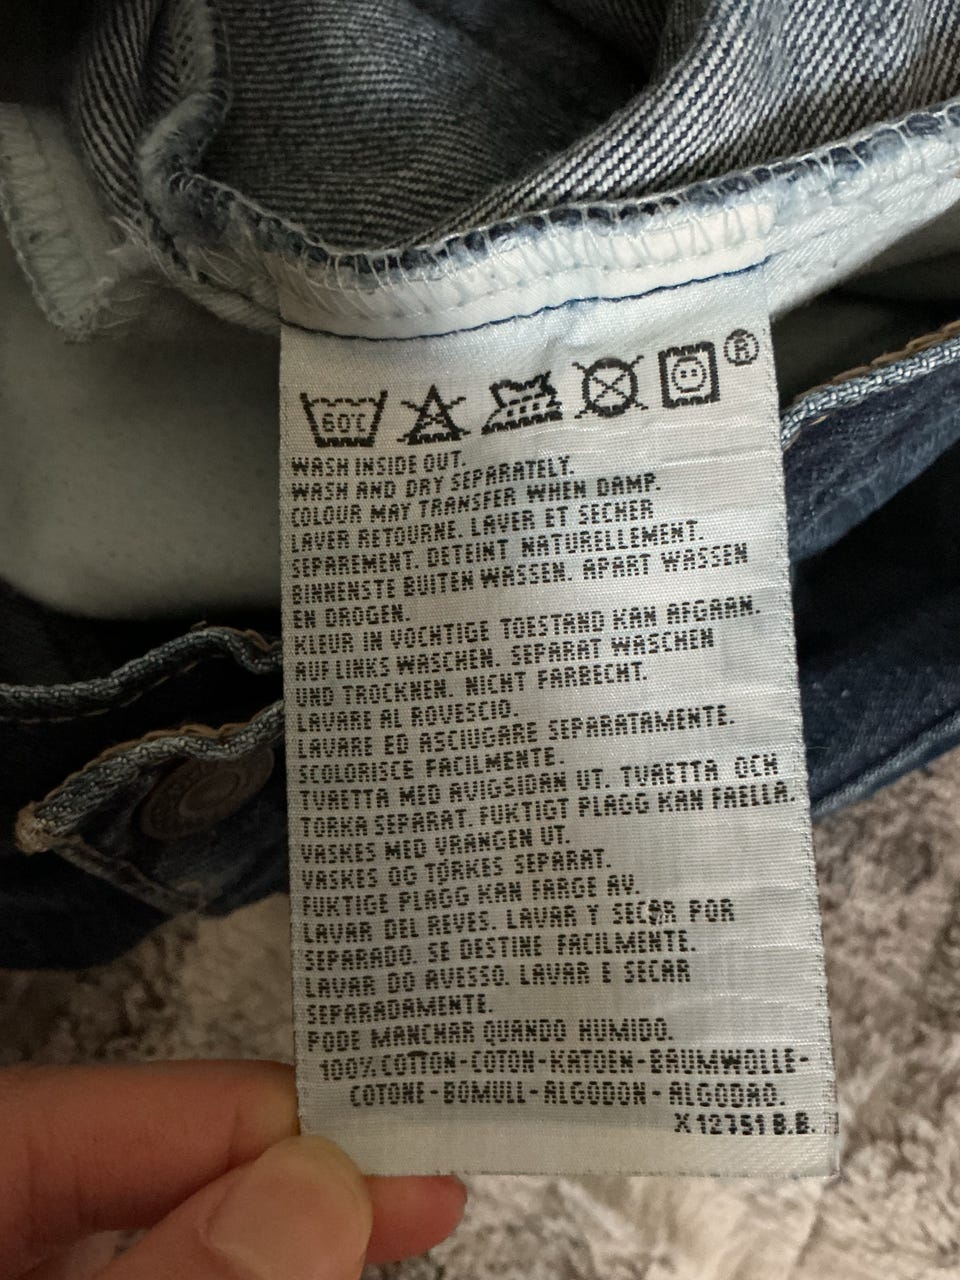 60C
®
WASH INSIDE OUT.
WASH AND DRY SEPARATELY.
COLOUR MAY TRANSFER WHEN DAMP.
LAVER RETOURNE. LAVER ET SECHER
SEPAREMENT. DETEINT NATURELLEMENT.
BINNENSTE BUITEN WASSEN. APART WASSEN
EN DROGEN.
KLEUR IN VOCHTIGE TOESTAND KAN AFGAAN.
AUF LINKS WASCHEN. SEPARAT WASCHEN
UND TROCKNEN. NICHT FARBECHT.
LAVARE AL ROVESCIO.
LAVARE ED ASCIUGARE SEPARATAMENTE.
SCOLORISCE FACILMENTE.
TVAETTA MED AVIGSIDAN UT. TVAETTA OCH
TORKA SEPARAT. FUKTIGT PLAGG KAN FAELLA.
VASKES MED VRANGEN UT.
VASKES OG TØRKES SEPARAT.
FUKTIGE PLAGG KAN FARGE AV.
LAVAR DEL REVES. LAVAR Y SECAR POR
SEPARADO. SE DESTINE FACILMENTE.
LAVAR DO AVESSO. LAVAR E SECAR
SEPARADAMENTE.
PODE MANCHAR QUANDO HUMIDO.
100% COTTON-COTON-KATOEN-BAUMWOLLE-
COTONE-BOMULL-ALGODON-ALGODAO.
X 12751 B.B.